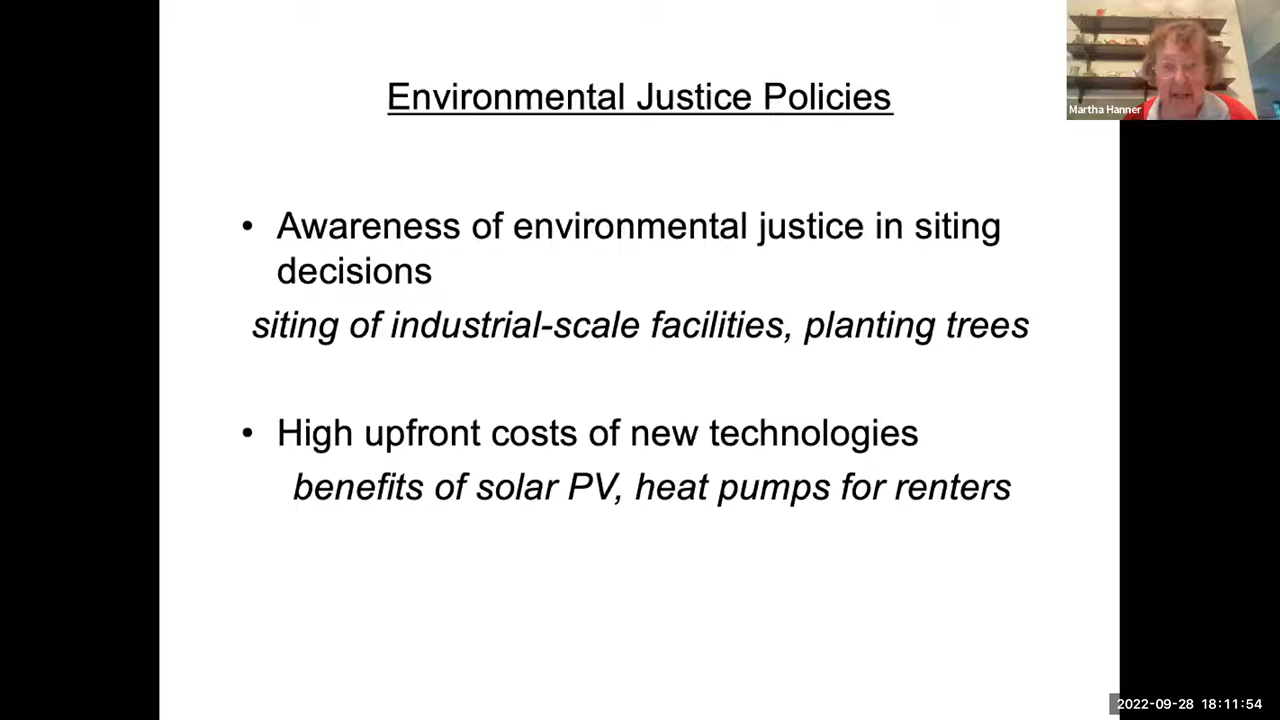 Environmental Justice Policies
Martha Hanner
• Awareness of environmental justice in siting
decisions
siting of industrial-scale facilities, planting trees
• High upfront costs of new technologies
benefits of solar PV, heat pumps for renters
2022-09-28 18:11:54